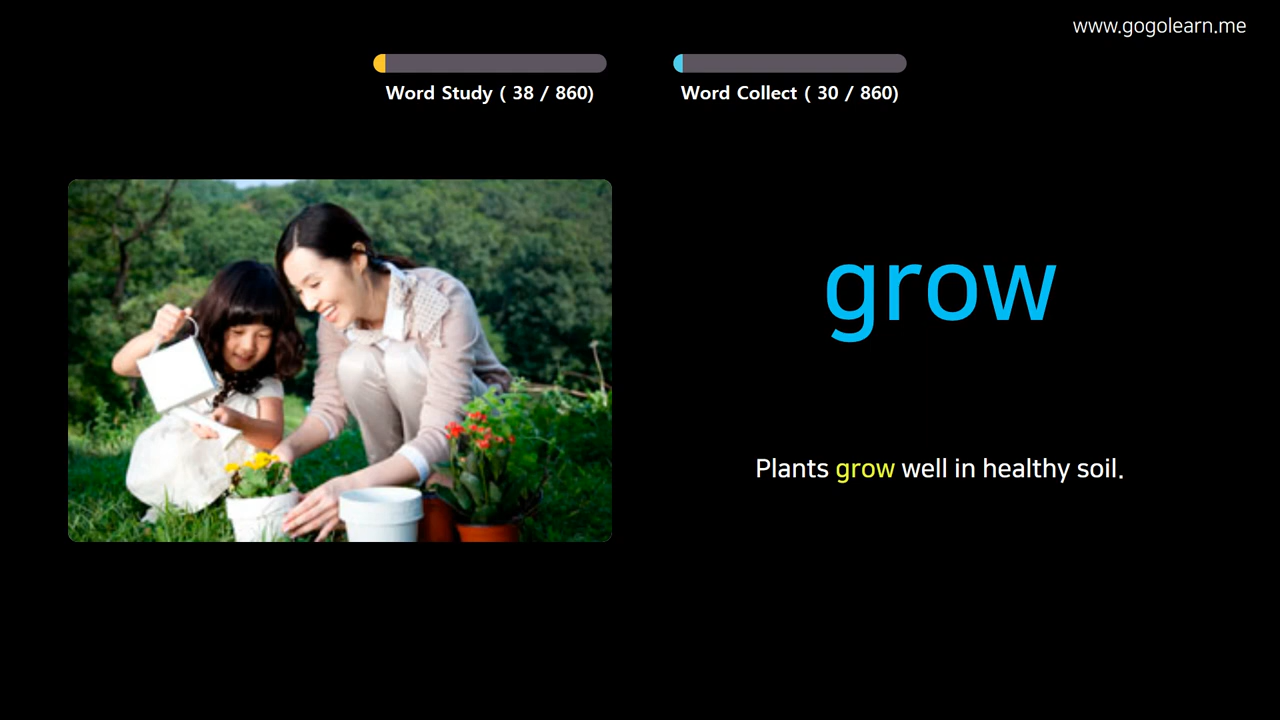 www.gogolearn.me
Word Study ( 38 / 860)
Word Collect ( 30 / 860)
grow
Plants grow well in healthy soil.